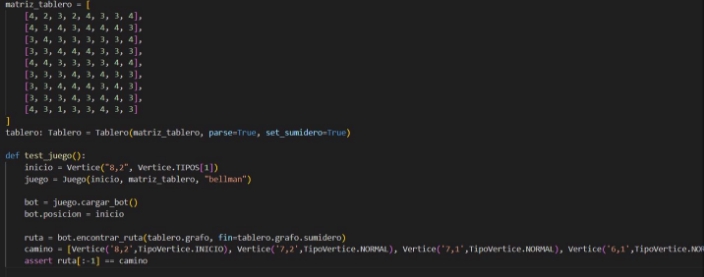 matriz_tablero = [
[4, 2, 3, 2, 4, 3, 3, 4],
[4, 3, 4, 3, 4, 4, 4, 3],
[3, 4, 3, 3, 3, 3, 3, 4],
[3, 3, 4, 4, 4, 3, 3, 3],
[4, 4, 3, 3, 3, 3, 4, 3],
[3, 3, 3, 4, 3, 4, 3, 3],
[3, 3, 4, 4, 4, 3, 4, 3],
[3, 3, 3, 4, 3, 4, 4, 3],
[4, 3, 1, 3, 3, 4, 3, 3]
]
tablero: Tablero = Tablero(matriz_tablero, parse=True, set_sumidero=True)
def test_juego():
inicio = Vertice("8,2", Vertice.TIPOS[1])
juego = Juego(inicio, matriz_tablero, "bellman")
bot = juego.cargar_bot()
bot.posicion = inicio
ruta = bot.encontrar_ruta(tablero.grafo, fin=tablero.grafo.sumidero)
camino = [Vertice('8,2',TipoVertice.INICIO), Vertice('7,2',TipoVertice.NORMAL), Vertice('7,1',TipoVertice.NORMAL), Vertice('6,1',TipoVertice.NOR
assert ruta[:-1] == camino